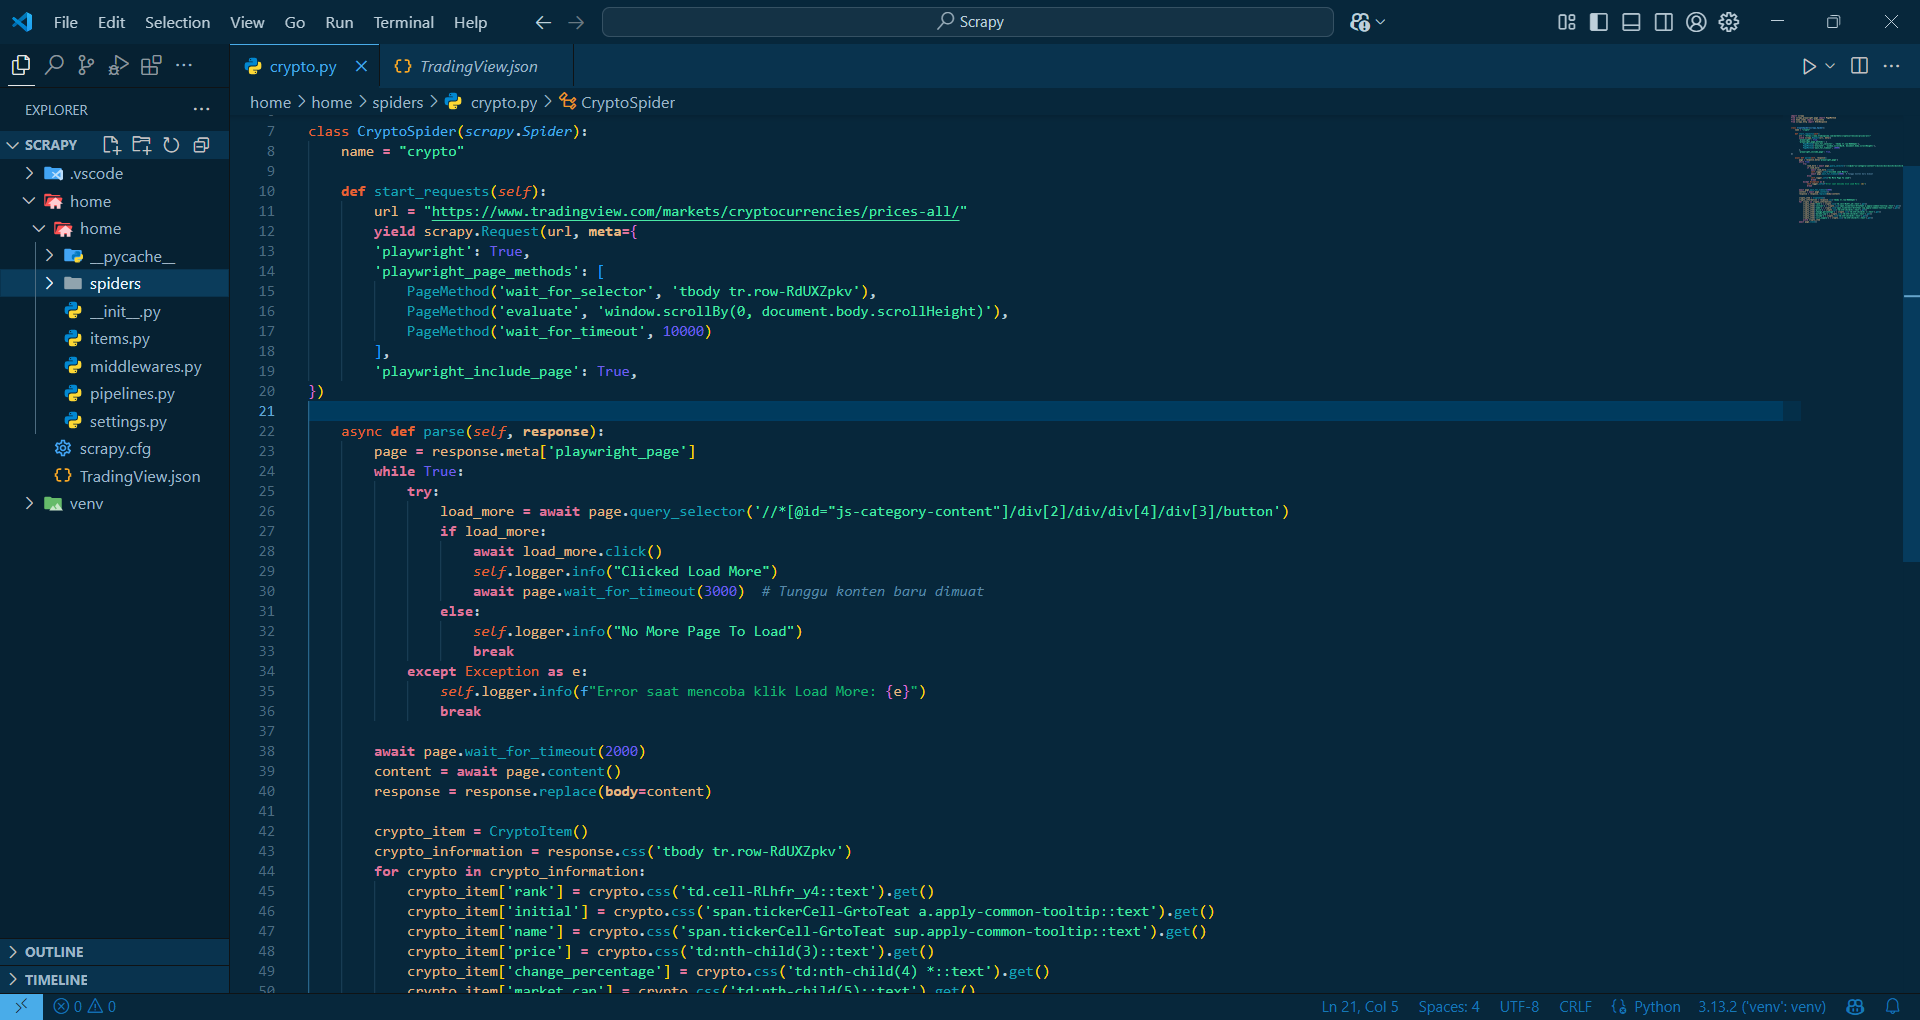 File Edit Selection View Go Run Terminal Help
Scrapy
EXPLORER
SCRAPY
.vscode
home
home
__pycache__
spiders
__init__.py
items.py
middlewares.py
pipelines.py
settings.py
scrapy.cfg
TradingView.json
venv
OUTLINE
TIMELINE
crypto.py
TradingView.json
home > home > spiders > crypto.py > CryptoSpider
7 class CryptoSpider(scrapy.Spider):
8     name = "crypto"
9
10     def start_requests(self):
11         url = "https://www.tradingview.com/markets/cryptocurrencies/prices-all/"
12         yield scrapy.Request(url, meta={
13         'playwright': True,
14         'playwright_page_methods': [
15             PageMethod('wait_for_selector', 'tbody tr.row-RdUXZpkv'),
16             PageMethod('evaluate', 'window.scrollBy(0, document.body.scrollHeight)'),
17             PageMethod('wait_for_timeout', 10000)
18         ],
19         'playwright_include_page': True,
20 })
21
22     async def parse(self, response):
23         page = response.meta['playwright_page']
24         while True:
25             try:
26                 load_more = await page.query_selector('//*[@id="js-category-content"]/div[2]/div/div[4]/div[3]/button')
27                 if load_more:
28                     await load_more.click()
29                     self.logger.info("Clicked Load More")
30                     await page.wait_for_timeout(3000)  # Tunggu konten baru dimuat
31                 else:
32                     self.logger.info("No More Page To Load")
33                     break
34             except Exception as e:
35                 self.logger.info(f"Error saat mencoba klik Load More: {e}")
36                 break
37
38         await page.wait_for_timeout(2000)
39         content = await page.content()
40         response = response.replace(body=content)
41
42         crypto_item = CryptoItem()
43         crypto_information = response.css('tbody tr.row-RdUXZpkv')
44         for crypto in crypto_information:
45             crypto_item['rank'] = crypto.css('td.cell-RLhfr_y4::text').get()
46             crypto_item['initial'] = crypto.css('span.tickerCell-GrtoTeat a.apply-common-tooltip::text').get()
47             crypto_item['name'] = crypto.css('span.tickerCell-GrtoTeat sup.apply-common-tooltip::text').get()
48             crypto_item['price'] = crypto.css('td:nth-child(3)::text').get()
49             crypto_item['change_percentage'] = crypto.css('td:nth-child(4) *::text').get()
50             crypto_item['market_cap'] = crypto.css('td:nth-child(5)::text').get()
0 0
Ln 21, Col 5 Spaces: 4 UTF-8 CRLF {} Python 3.13.2 ('venv': venv)